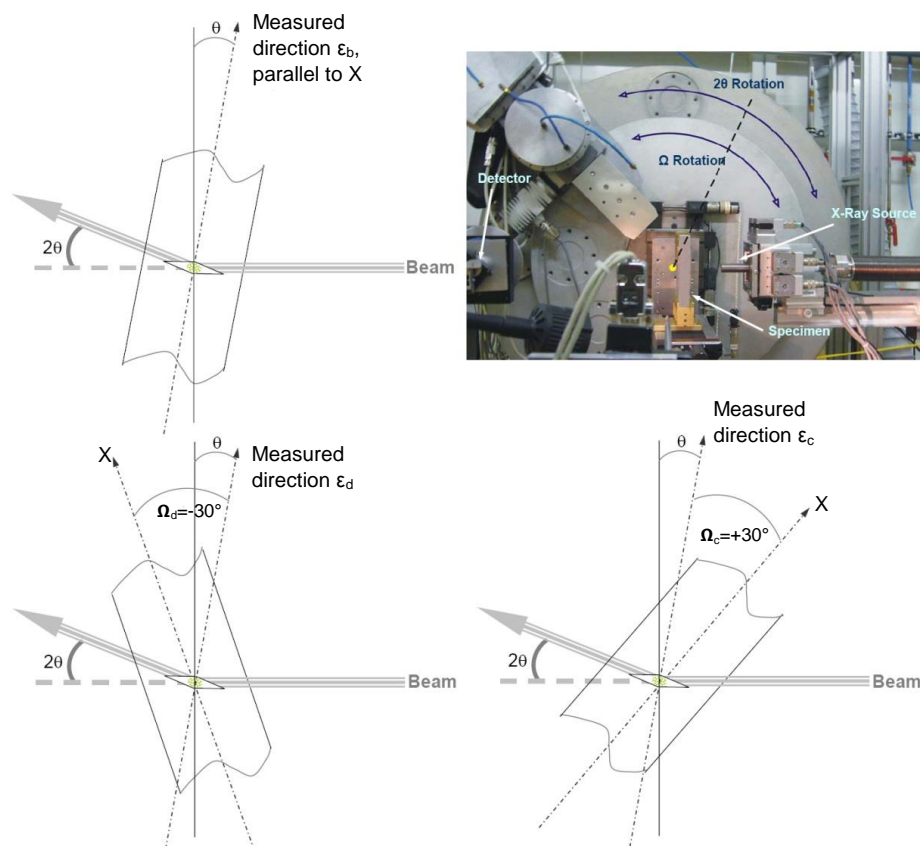 θ
Measured
direction εb,
parallel to X
2θ
Beam
2θ Rotation
Ω Rotation
Detector
X-Ray Source
Specimen
X
θ
Measured
direction εd
Ωd=-30°
2θ
Beam
Measured
direction εc
θ
X
Ωc=+30°
2θ
Beam